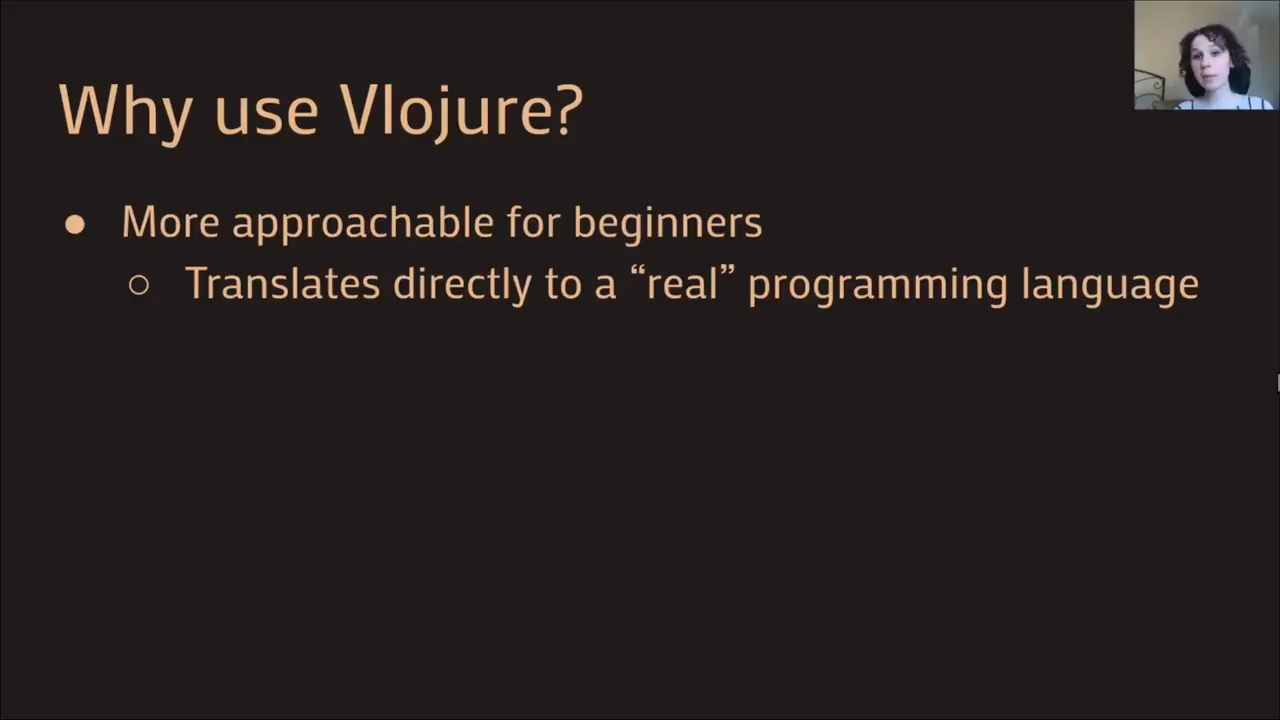 Why use Vlojure?
● More approachable for beginners
○ Translates directly to a “real” programming language